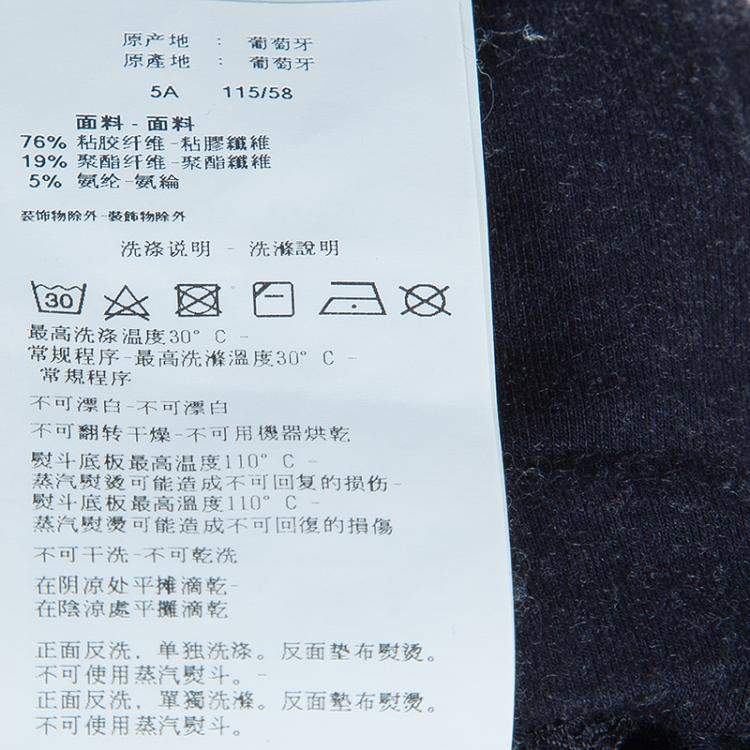 原产地 : 葡萄牙
原產地 : 葡萄牙
5A 115/58
面料-面料
76% 粘胶纤维-粘膠纖維
19% 聚酯纤维-聚酯纖維
5% 氨纶-氨綸
装饰物除外-裝飾物除外
洗涤说明 - 洗滌說明
30
最高洗涤温度30° C -
常规程序-最高洗滌溫度30° C -
常規程序
不可漂白-不可漂白
不可翻转干燥-不可用機器烘乾
熨斗底板最高温度110° C -
蒸汽熨烫可能造成不可回复的损伤-
熨斗底板最高溫度110° C -
蒸汽熨燙可能造成不可回復的損傷
不可干洗-不可乾洗
在阴凉处平摊滴乾-
在陰涼處平攤滴乾
正面反洗，单独洗涤。反面垫布熨烫。
不可使用蒸汽熨斗。-
正面反洗，單獨洗滌。反面墊布熨燙。
不可使用蒸汽熨斗。